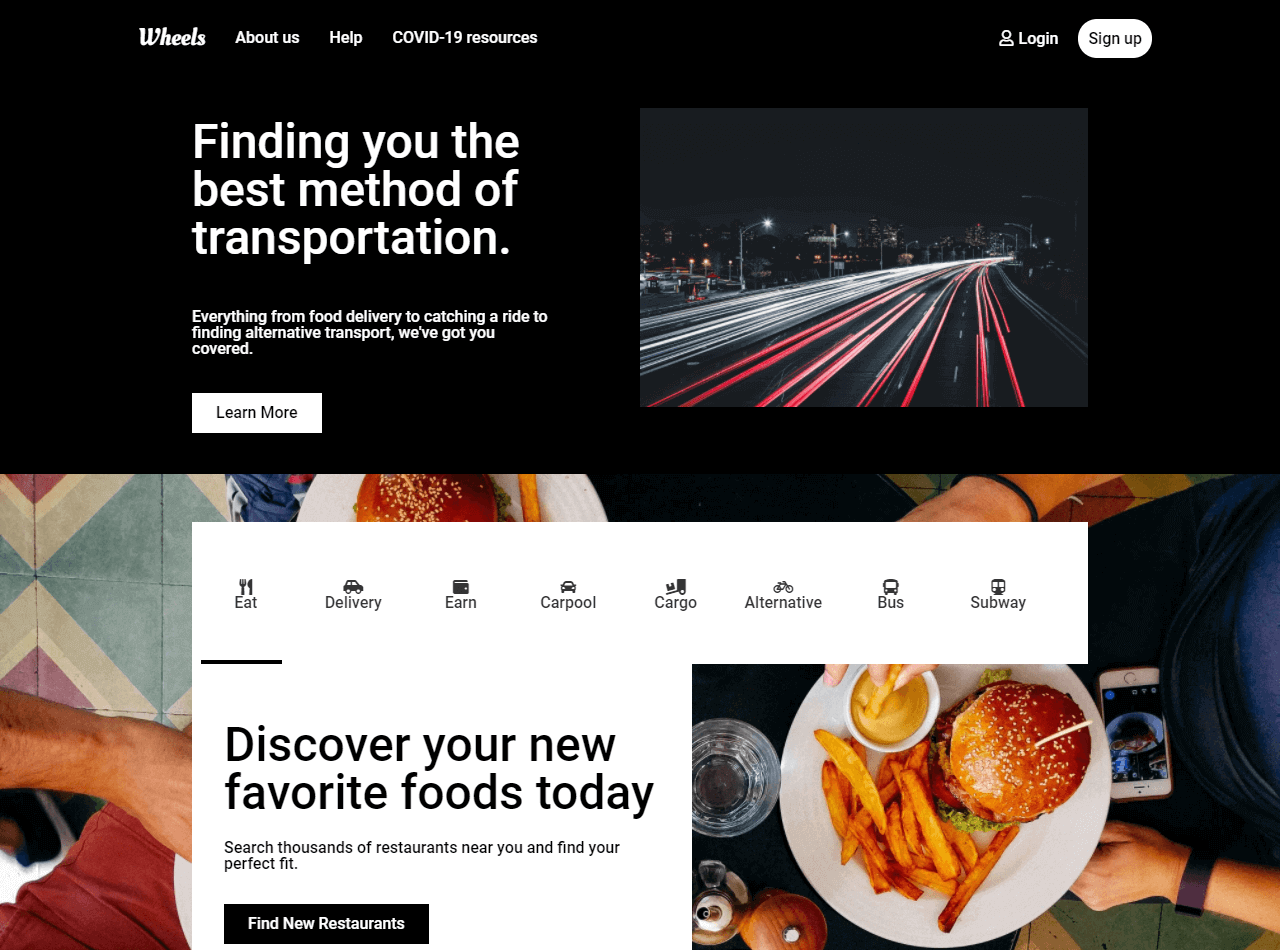 Wheels About us Help COVID-19 resources Login Sign up
Finding you the
best method of
transportation.
Everything from food delivery to catching a ride to
finding alternative transport, we've got you
covered.
Learn More
Eat Delivery Earn Carpool Cargo Alternative Bus Subway
Discover your new
favorite foods today
Search thousands of restaurants near you and find your
perfect fit.
Find New Restaurants